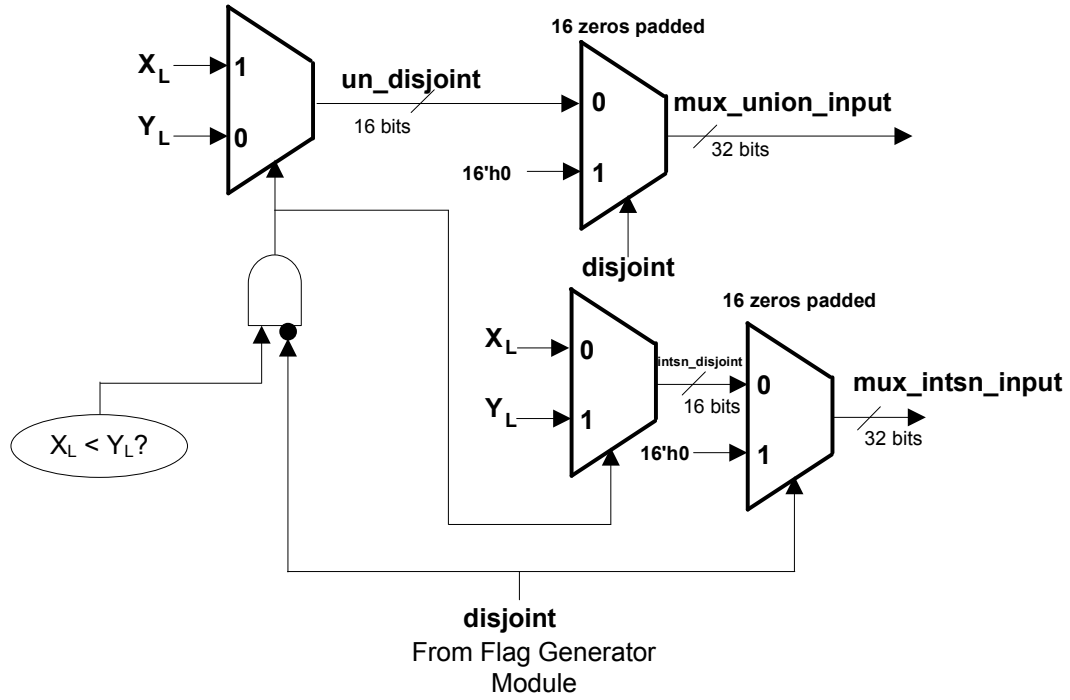 16 zeros padded
X_L
1
un_disjoint
0
mux_union_input
Y_L
0
16 bits
32 bits
16'h0
1
disjoint
16 zeros padded
X_L
0
intsn_disjoint
0
mux_intsn_input
Y_L
1
16 bits
32 bits
16'h0
1
X_L < Y_L?
disjoint
From Flag Generator
Module